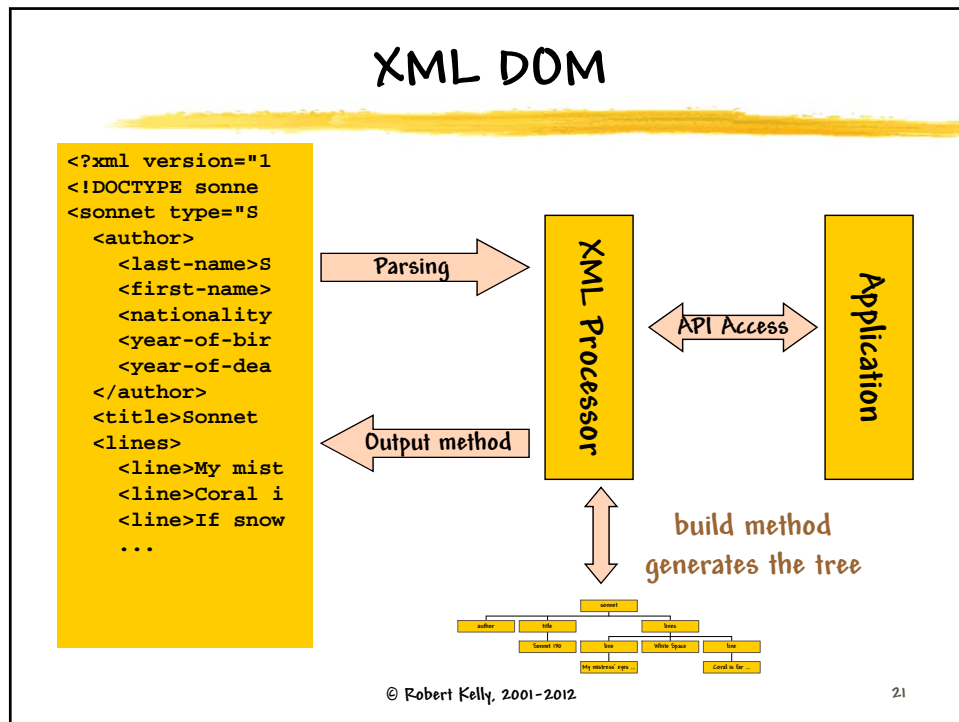 XML DOM
<?xml version="1
<!DOCTYPE sonne
<sonnet type="S
  <author>
    <last-name>S
    <first-name>
    <nationality
    <year-of-bir
    <year-of-dea
  </author>
  <title>Sonnet
  <lines>
    <line>My mist
    <line>Coral i
    <line>If snow
    ...
Parsing
Output method
XML Processor
API Access
Application
build method
generates the tree
sonnet
author title lines
Sonnet 130 line White Space line
My mistress' eyes ... Coral is far ...
© Robert Kelly, 2001-2012
21